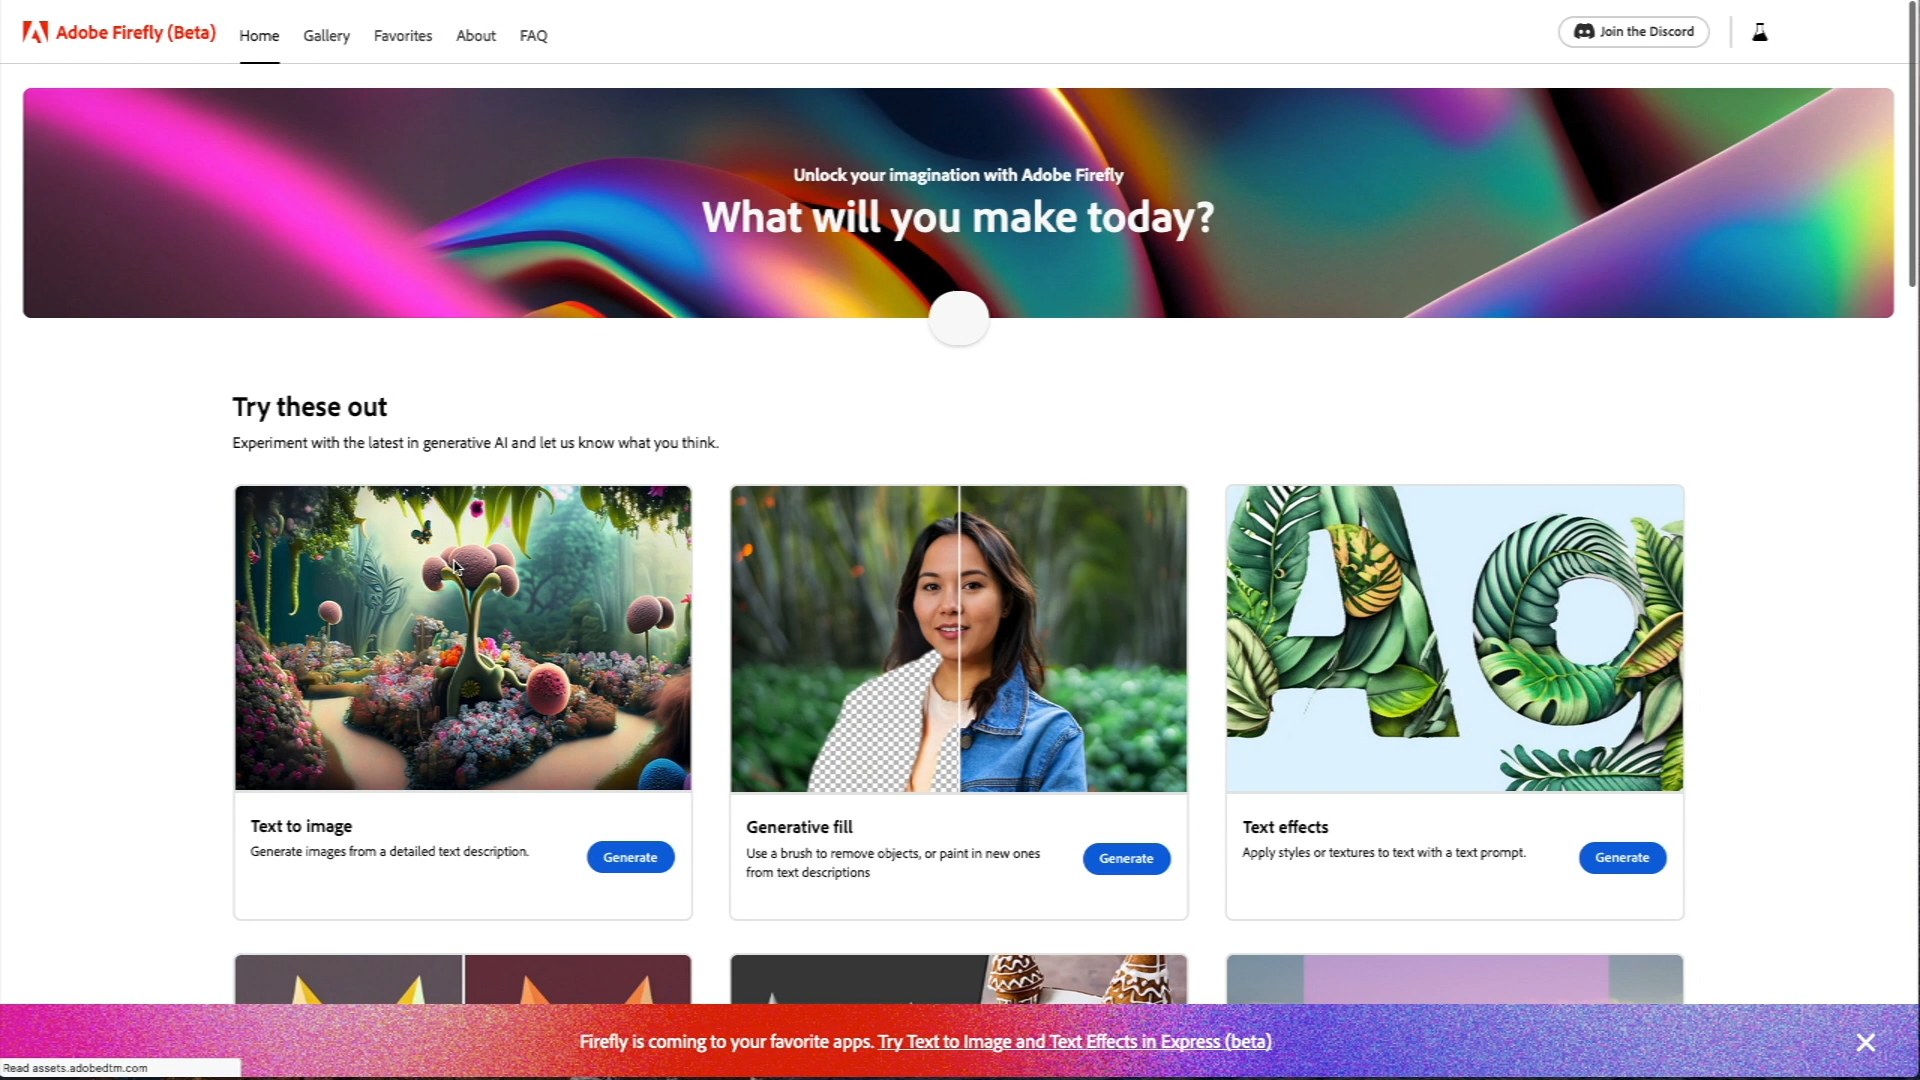 Adobe Firefly (Beta)
Home
Gallery
Favorites
About
FAQ
Join the Discord
Unlock your imagination with Adobe Firefly
What will you make today?
Try these out
Experiment with the latest in generative AI and let us know what you think.
Text to image
Generate images from a detailed text description.
Generate
Generative fill
Use a brush to remove objects, or paint in new ones
from text descriptions
Generate
Text effects
Apply styles or textures to text with a text prompt.
Generate
Ag
Firefly is coming to your favorite apps. Try Text to Image and Text Effects in Express (beta)
Read assets.adobedtm.com